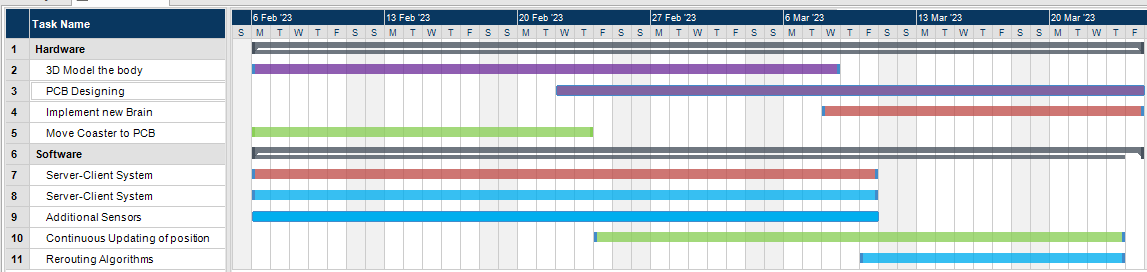 Task Name
6 Feb '23 13 Feb '23 20 Feb '23 27 Feb '23 6 Mar '23 13 Mar '23 20 Mar '23
S M T W T F S S M T W T F S S M T W T F S S M T W T F S S M T W T F S S M T W T F S S M T W T F
1 Hardware
2 3D Model the body
3 PCB Designing
4 Implement new Brain
5 Move Coaster to PCB
6 Software
7 Server-Client System
8 Server-Client System
9 Additional Sensors
10 Continuous Updating of position
11 Rerouting Algorithms